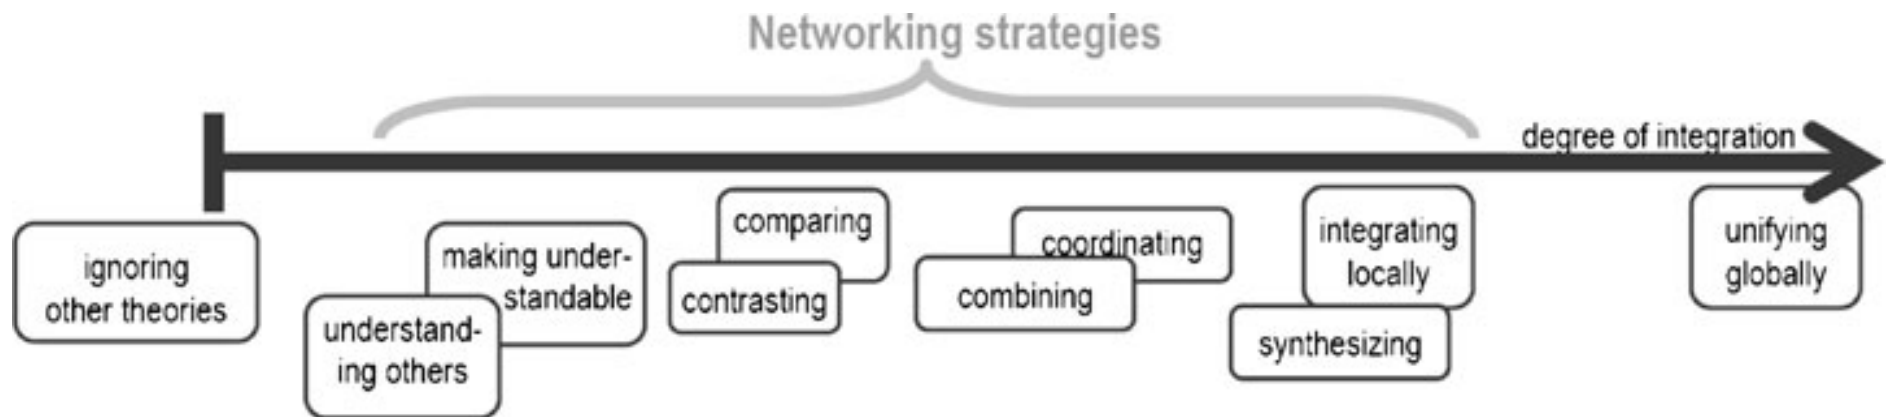 Networking strategies
degree of integration
ignoring
other theories
understand-
ing others
making under-
standable
comparing
contrasting
coordinating
combining
integrating
locally
synthesizing
unifying
globally